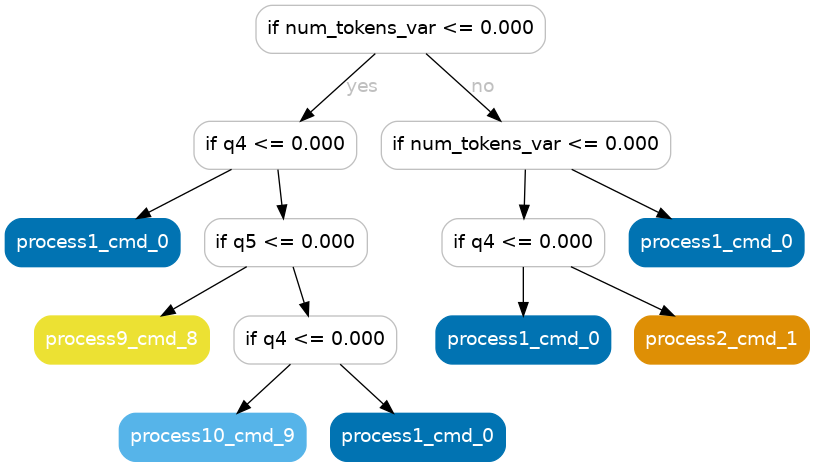 if num_tokens_var <= 0.000
yes
no
if q4 <= 0.000
if num_tokens_var <= 0.000
process1_cmd_0
if q5 <= 0.000
if q4 <= 0.000
process1_cmd_0
process9_cmd_8
if q4 <= 0.000
process1_cmd_0
process2_cmd_1
process10_cmd_9
process1_cmd_0